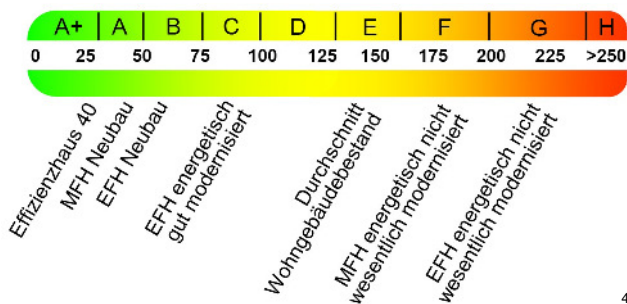 A+ A B C D E F G H
0 25 50 75 100 125 150 175 200 225 >250
Effizienzhaus 40
MFH Neubau
EFH Neubau
EFH energetisch
gut modernisiert
Durchschnitt
Wohngebäudebestand
MFH energetisch nicht
wesentlich modernisiert
EFH energetisch nicht
wesentlich modernisiert
4